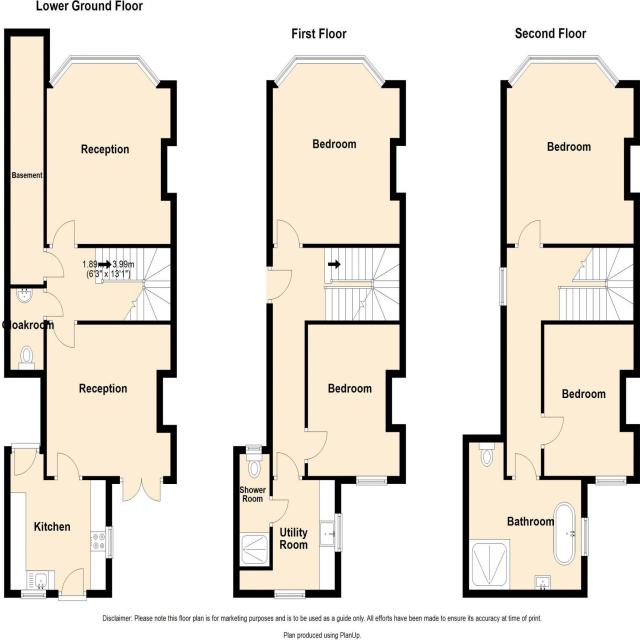 Lower Ground Floor
First Floor
Second Floor
Reception
Basement
1.89m 3.99m
(6'3" x 13'1")
Cloakroom
Reception
Kitchen
Bedroom
Bedroom
Shower
Room
Utility
Room
Bedroom
Bedroom
Bathroom
Disclaimer: Please note this floor plan is for marketing purposes and is to be used as a guide only. All efforts have been made to ensure its accuracy at time of print.
Plan produced using PlanUp.